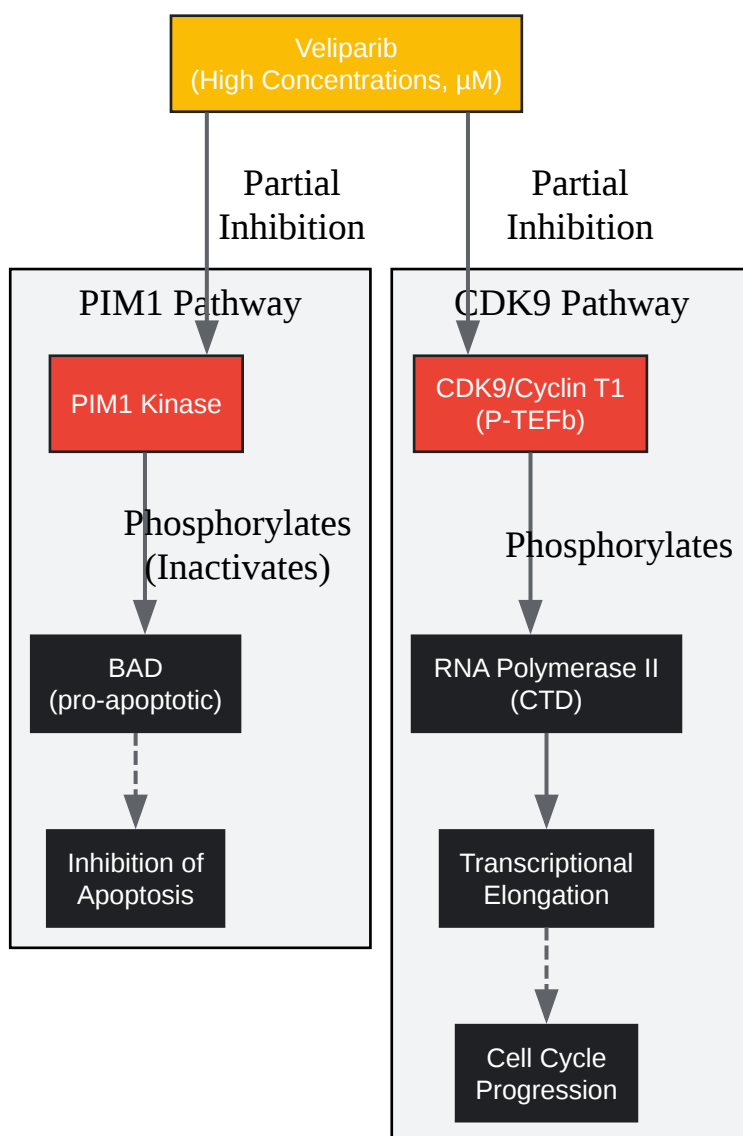 Veliparib
(High Concentrations, µM)
Partial
Inhibition
Partial
Inhibition
PIM1 Pathway
PIM1 Kinase
Phosphorylates
(Inactivates)
BAD
(pro-apoptotic)
Inhibition of
Apoptosis
CDK9 Pathway
CDK9/Cyclin T1
(P-TEFb)
Phosphorylates
RNA Polymerase II
(CTD)
Transcriptional
Elongation
Cell Cycle
Progression